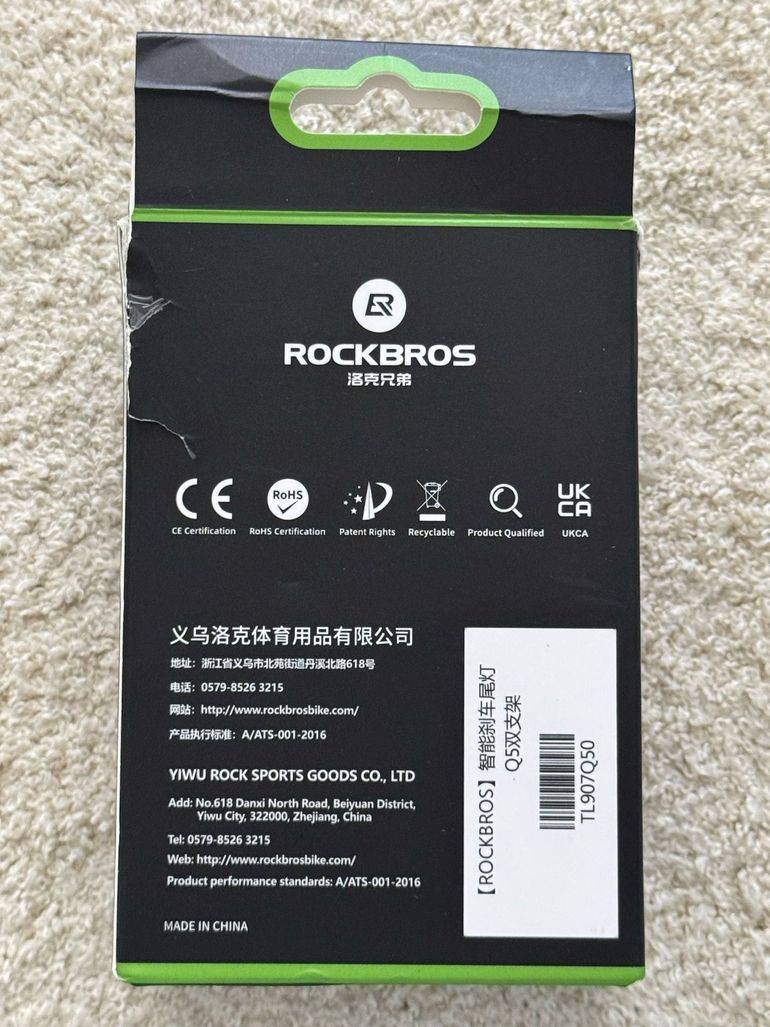 ROCKBROS
洛克兄弟
CE
RoHS
UK
CA
CE Certification
RoHS Certification
Patent Rights
Recyclable
Product Qualified
UKCA
义乌洛克体育用品有限公司
地址：浙江省义乌市北苑街道丹溪北路618号
电话：0579-8526 3215
网站：http://www.rockbrosbike.com/
产品执行标准：A/ATS-001-2016
YIWU ROCK SPORTS GOODS CO., LTD
Add: No.618 Danxi North Road, Beiyuan District,
Yiwu City, 322000, Zhejiang, China
Tel: 0579-8526 3215
Web: http://www.rockbrosbike.com/
Product performance standards: A/ATS-001-2016
MADE IN CHINA
【ROCKBROS】智能刹车尾灯
Q5双支架
TL907Q50